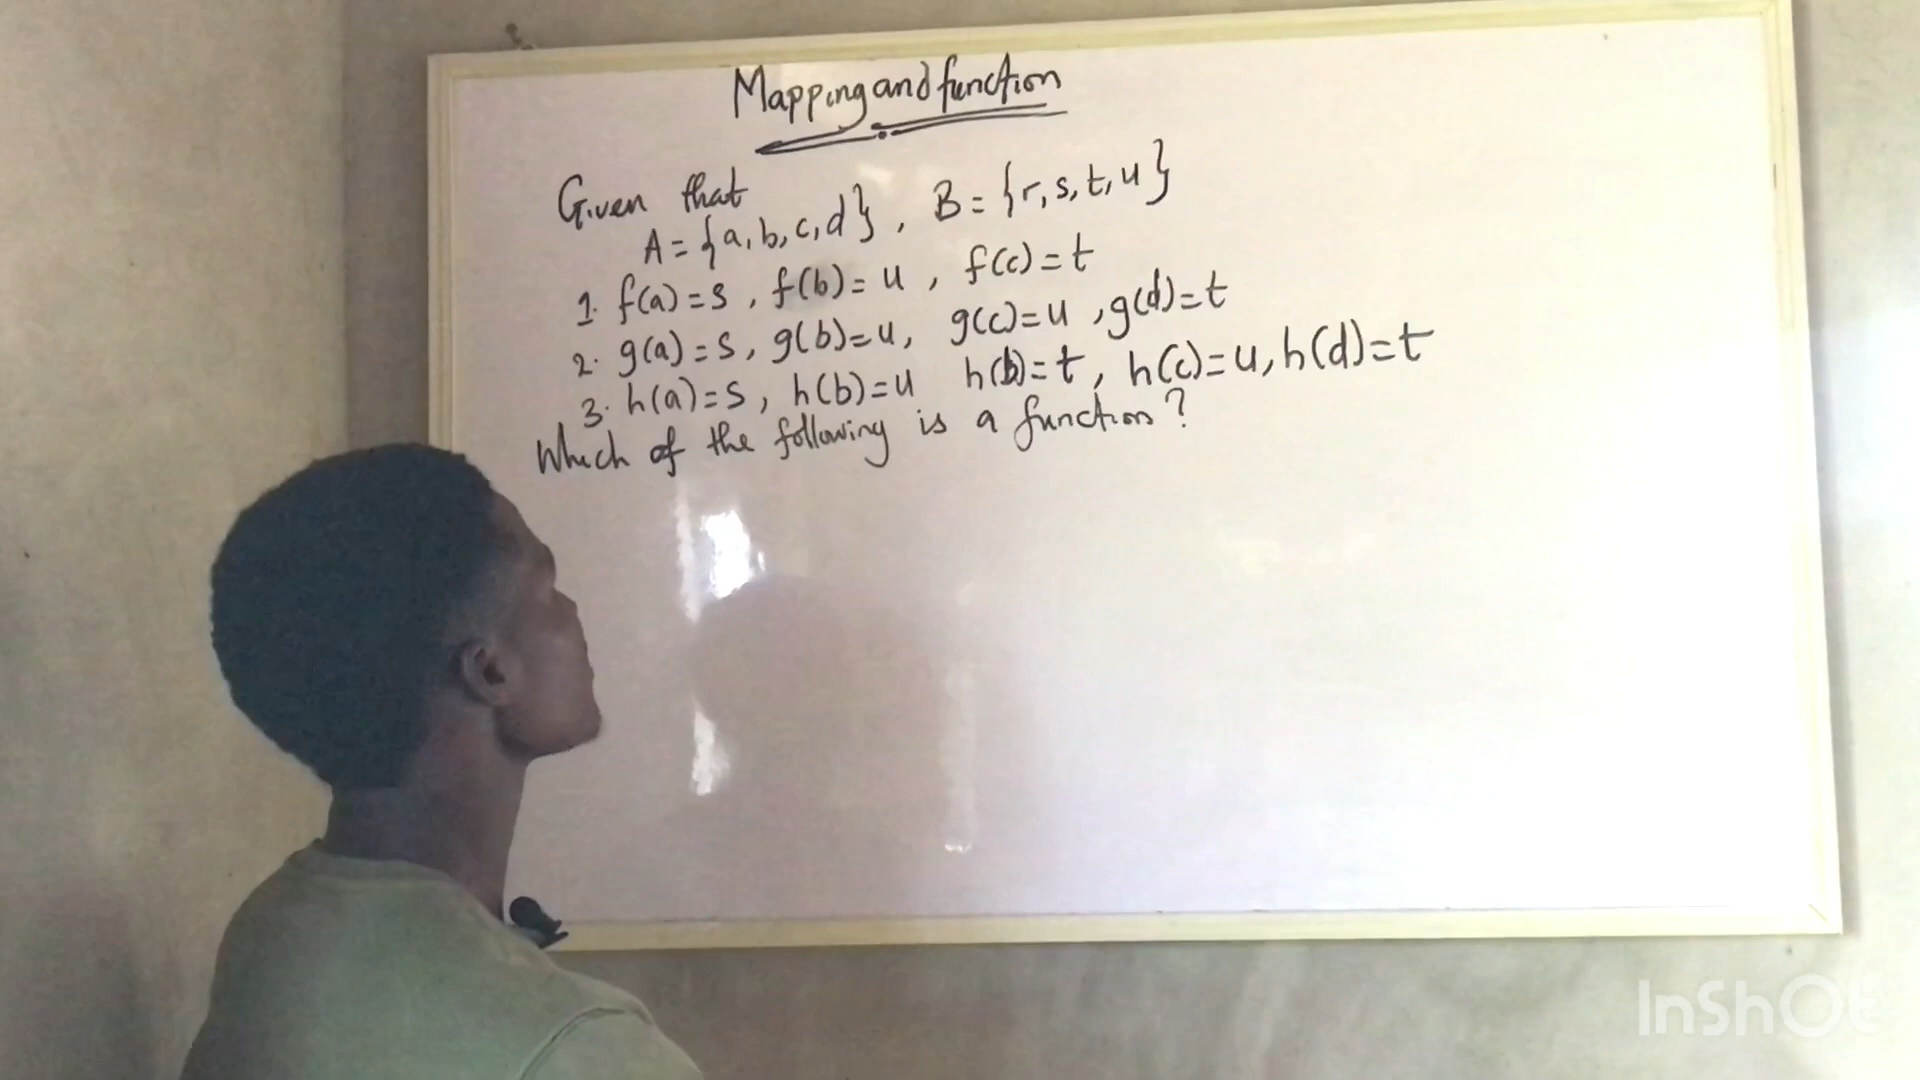 Mapping and function
Given that
A = {a, b, c, d}, B = {r, s, t, u}
1. f(a) = s, f(b) = u, f(c) = t
2. g(a) = s, g(b) = u, g(c) = u, g(d) = t
3. h(a) = s, h(b) = u h(b) = t, h(c) = u, h(d) = t
Which of the following is a function?
InShOt